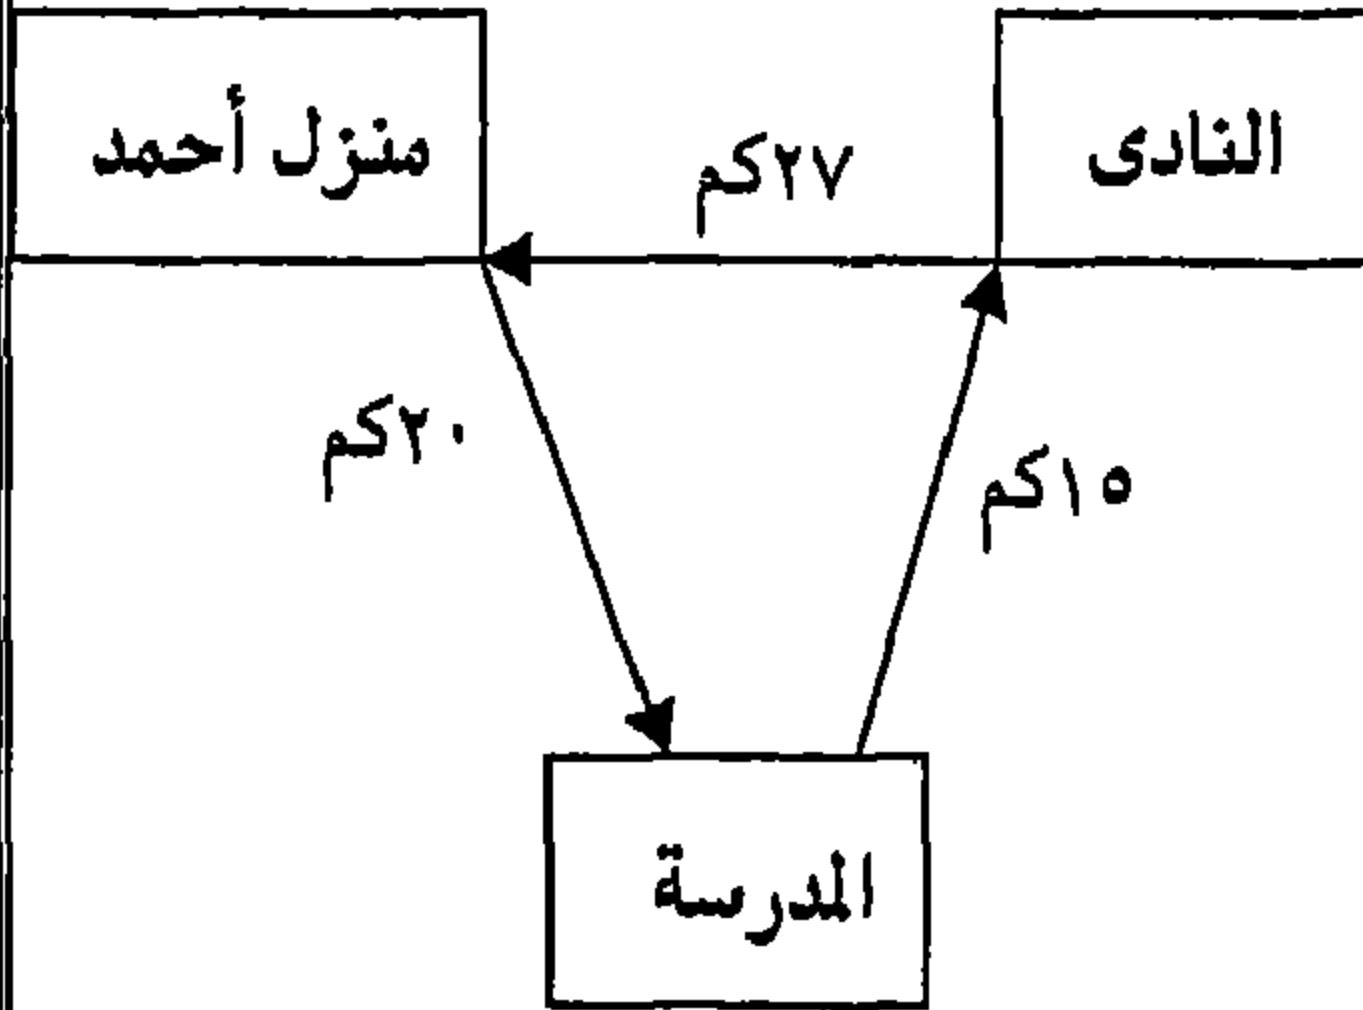 النادى
منزل أحمد
٢٧كم
٢٠كم
١٥كم
المدرسة